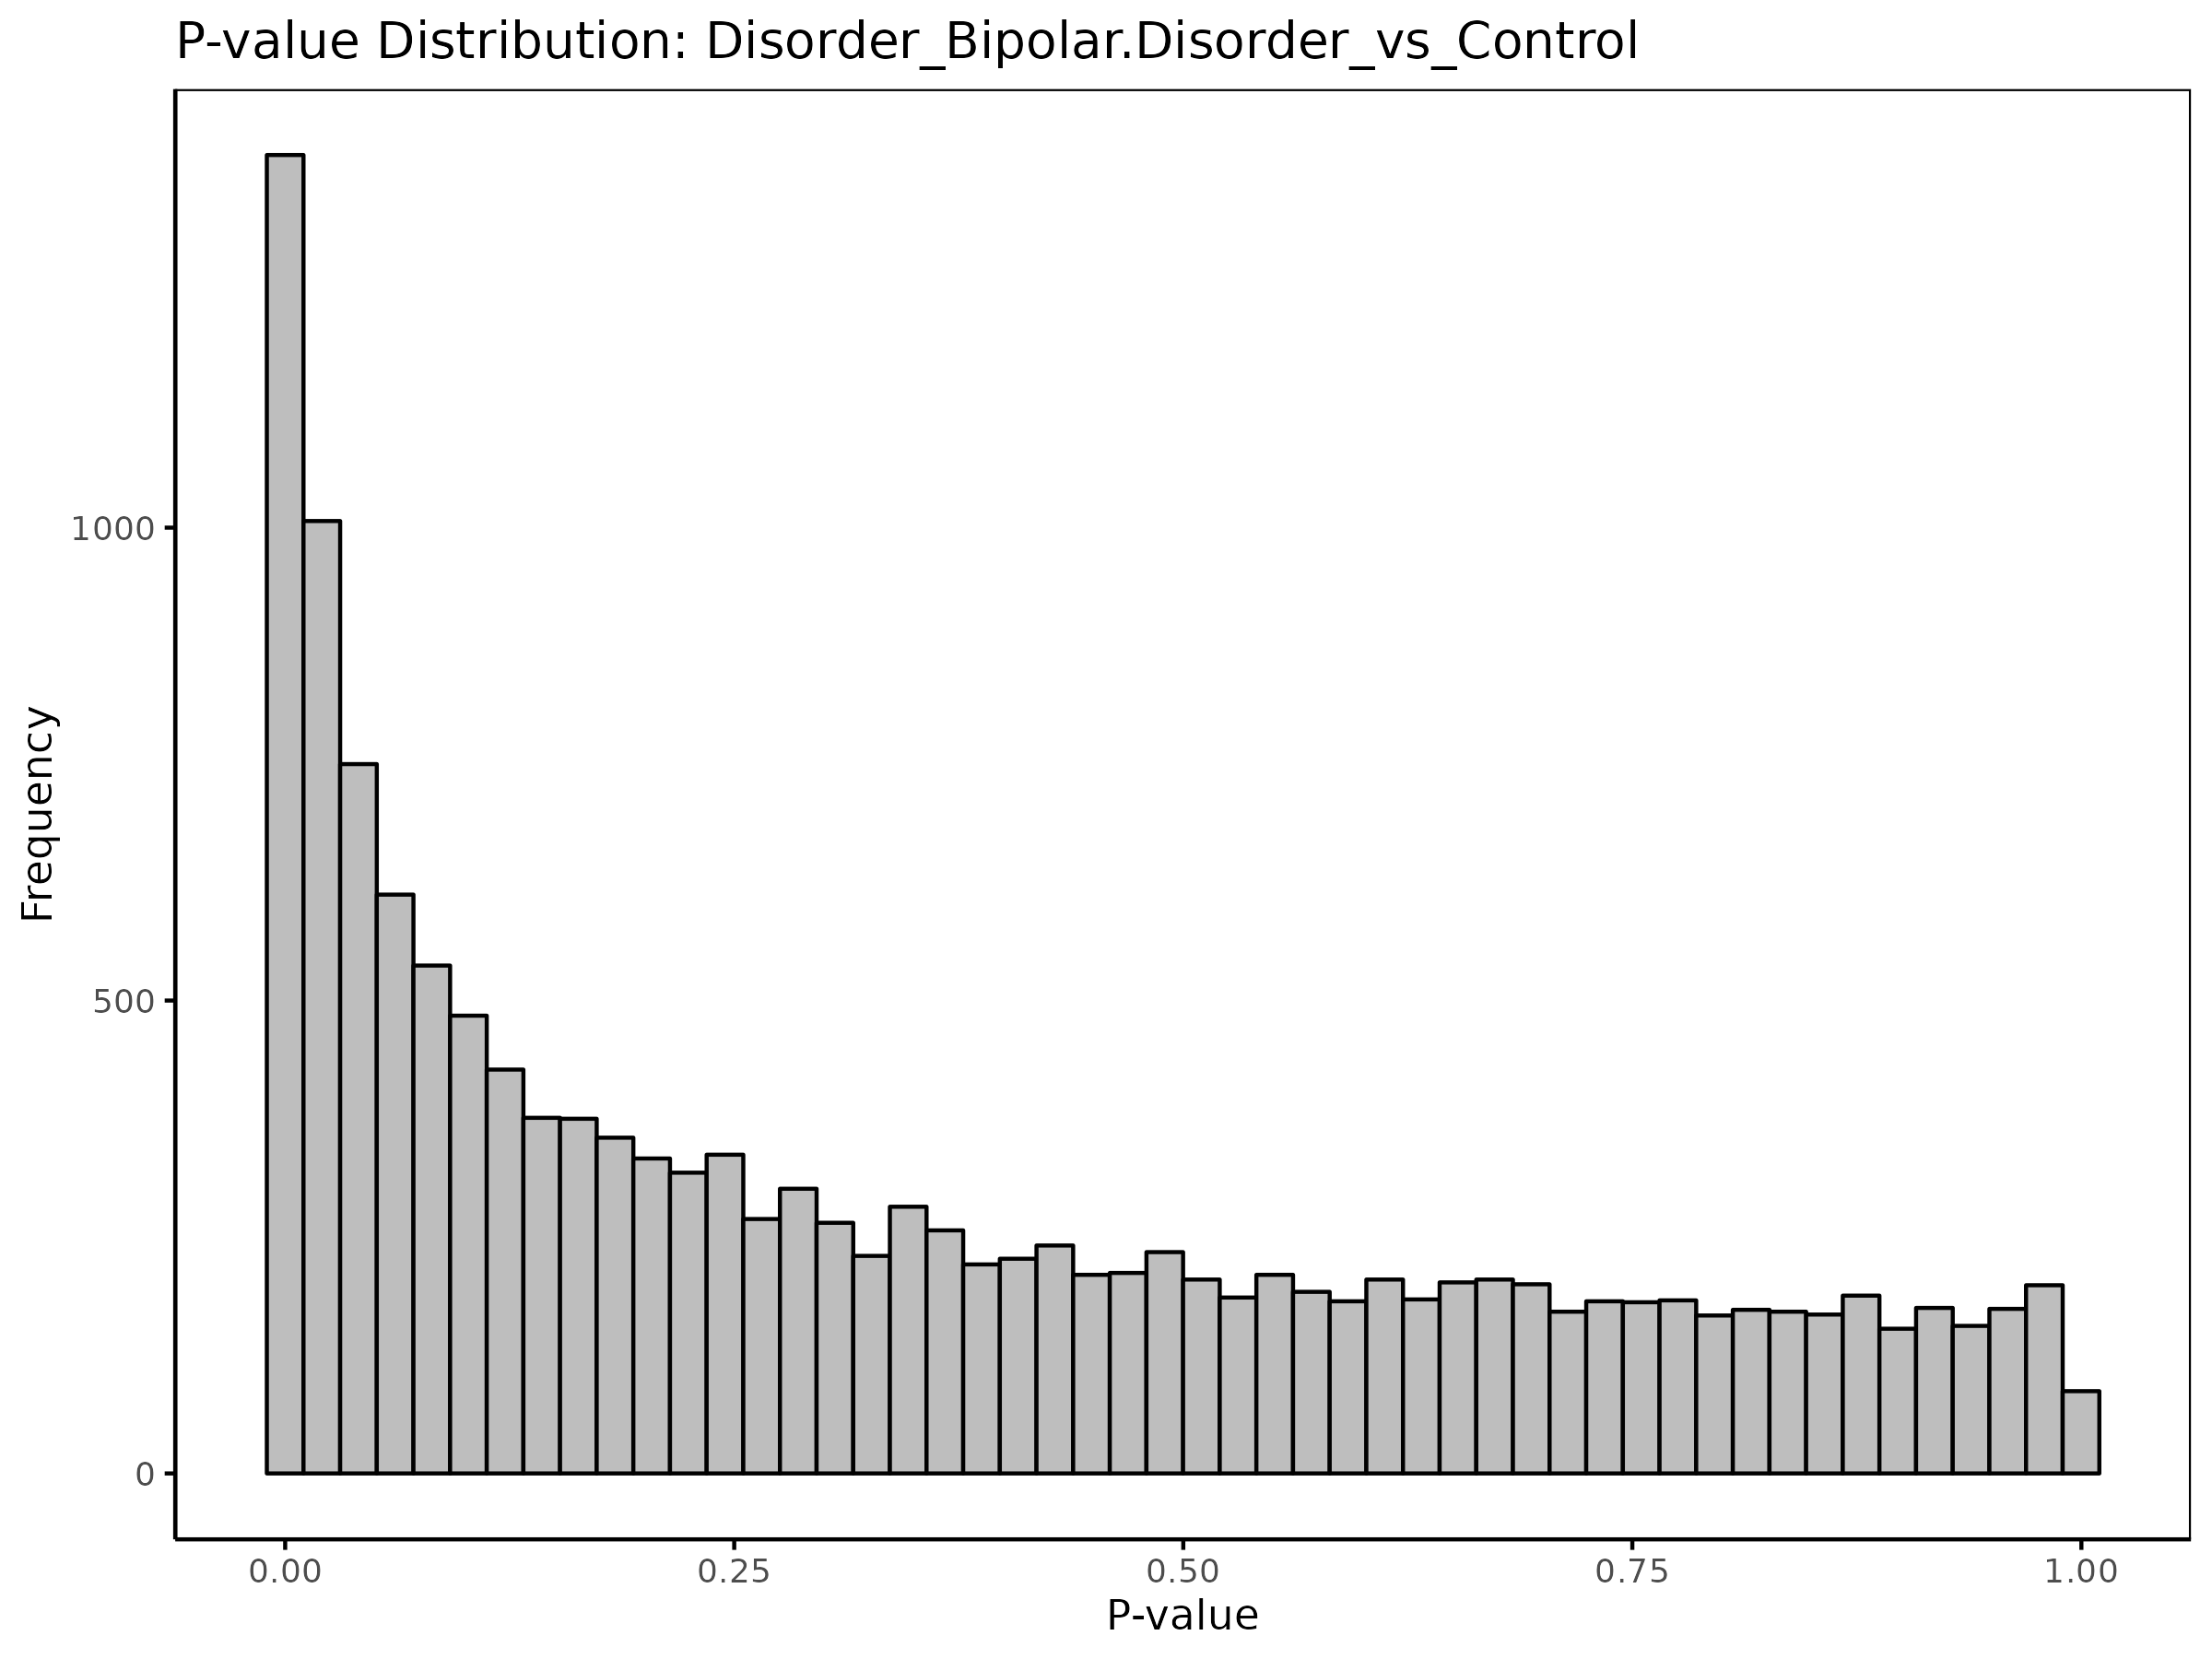 P-value Distribution: Disorder_Bipolar.Disorder_vs_Control
Frequency
1000
500
0
0.00 0.25 0.50 0.75 1.00
P-value